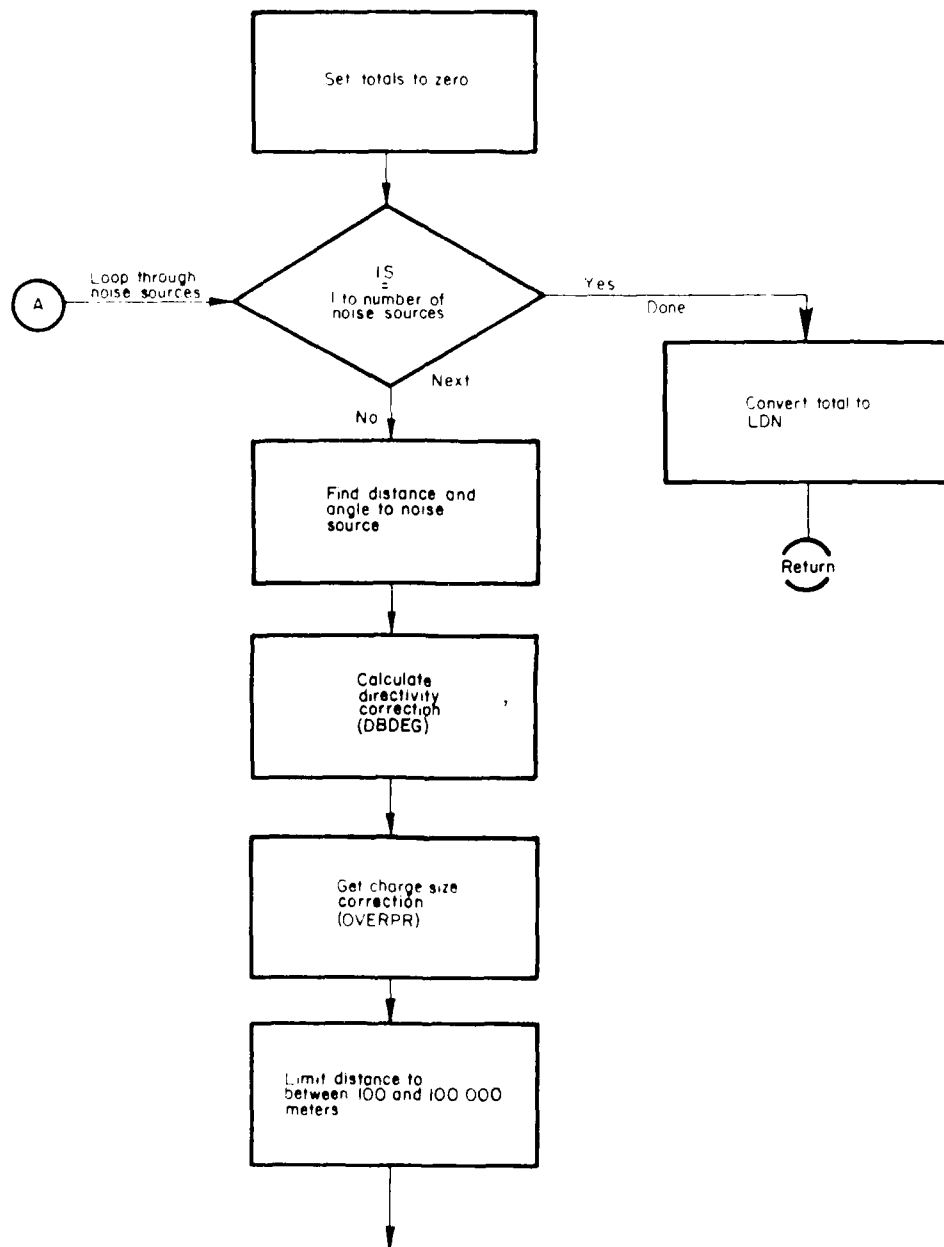 Set totals to zero
A
Loop through
noise sources
IS
=
1 to number of
noise sources
Yes
Done
Next
No
Convert total to
LDN
Return
Find distance and
angle to noise
source
Calculate
directivity
correction
(DBDEG)
,
Get charge size
correction
(OVERPR)
Limit distance to
between 100 and 100 000
meters